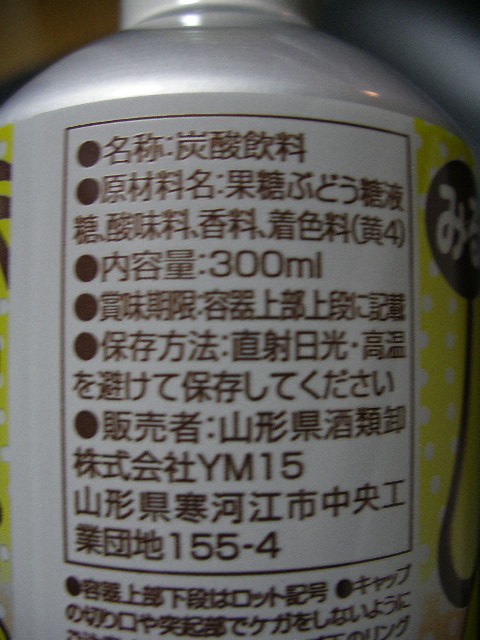 ●名称:炭酸飲料
●原材料名:果糖ぶどう糖液
糖、酸味料、香料、着色料(黄4)
●内容量:300ml
●賞味期限:容器上部上段に記載
●保存方法:直射日光・高温
を避けて保存してください
●販売者:山形県酒類卸
株式会社YM15
山形県寒河江市中央工
業団地155-4
●容器上部下段はロット記号 ●キャップ
の切り口や突起部でケガをしないように
みる